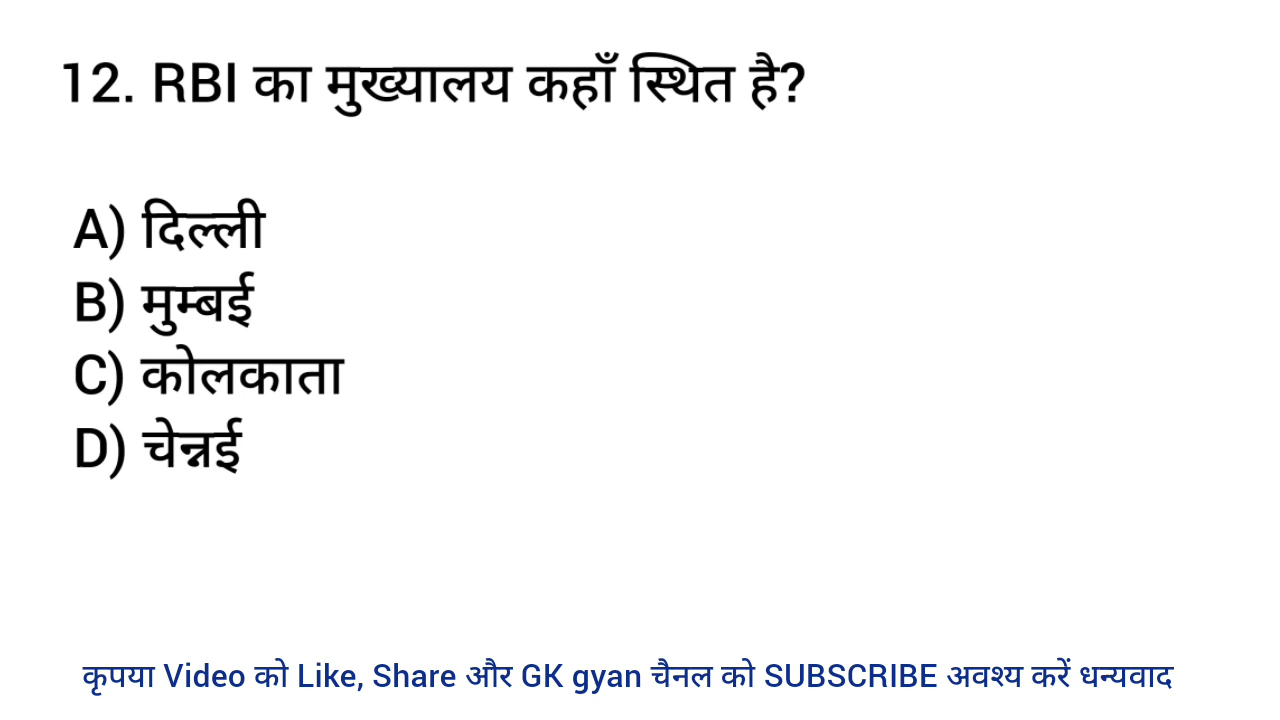 12. RBI का मुख्यालय कहाँ स्थित है?
A) दिल्ली
B) मुम्बई
C) कोलकाता
D) चेन्नई
कृपया Video को Like, Share और GK gyan चैनल को SUBSCRIBE अवश्य करें धन्यवाद